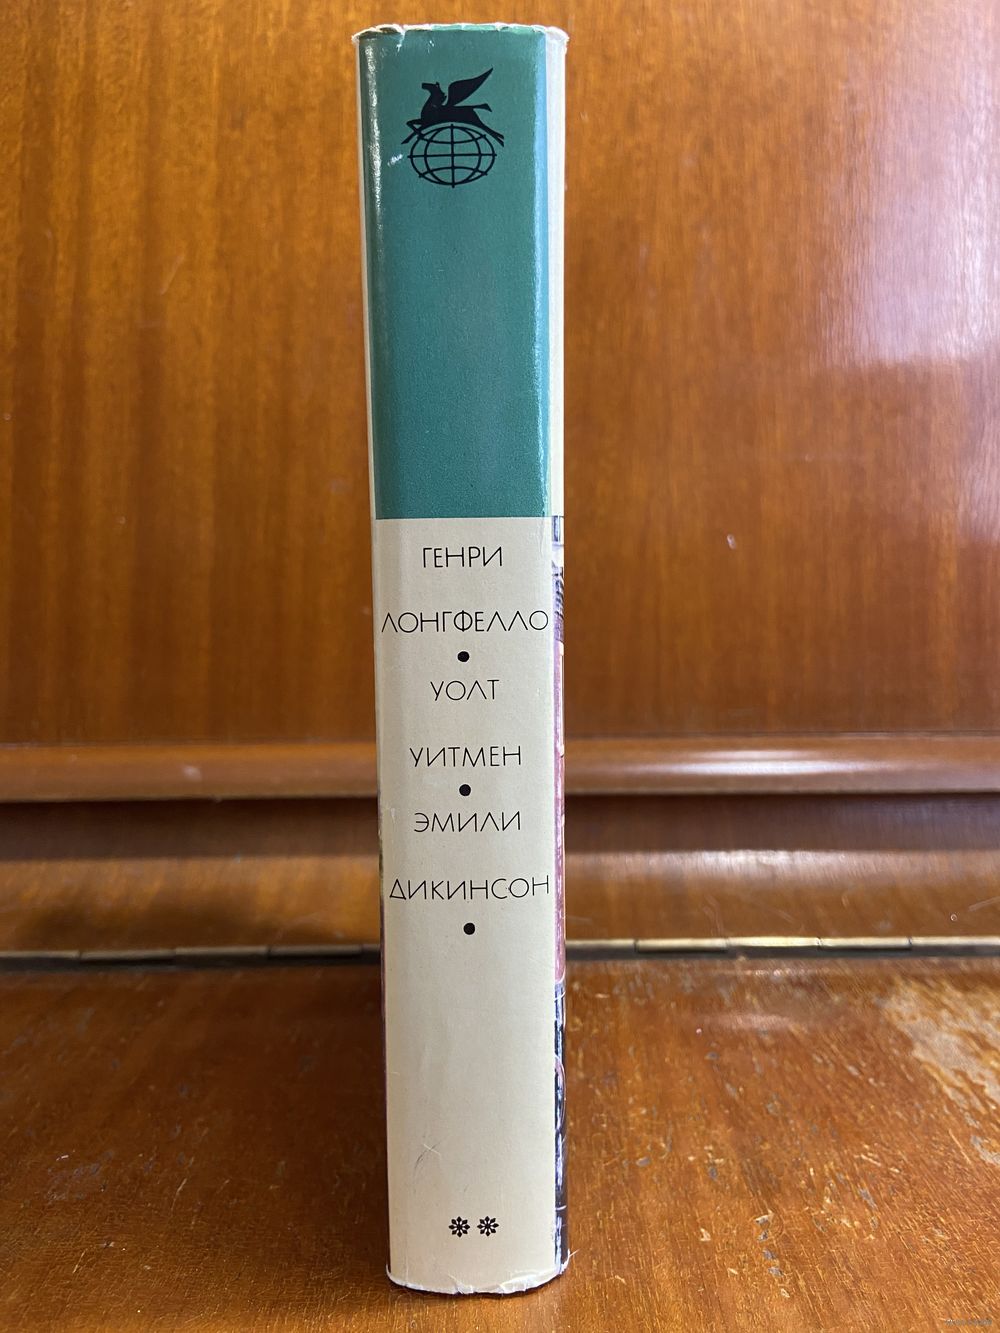 ГЕНРИ
ЛОНГФЕЛЛО
•
УОЛТ
УИТМЕН
•
ЭМИЛИ
ДИКИНСОН
•